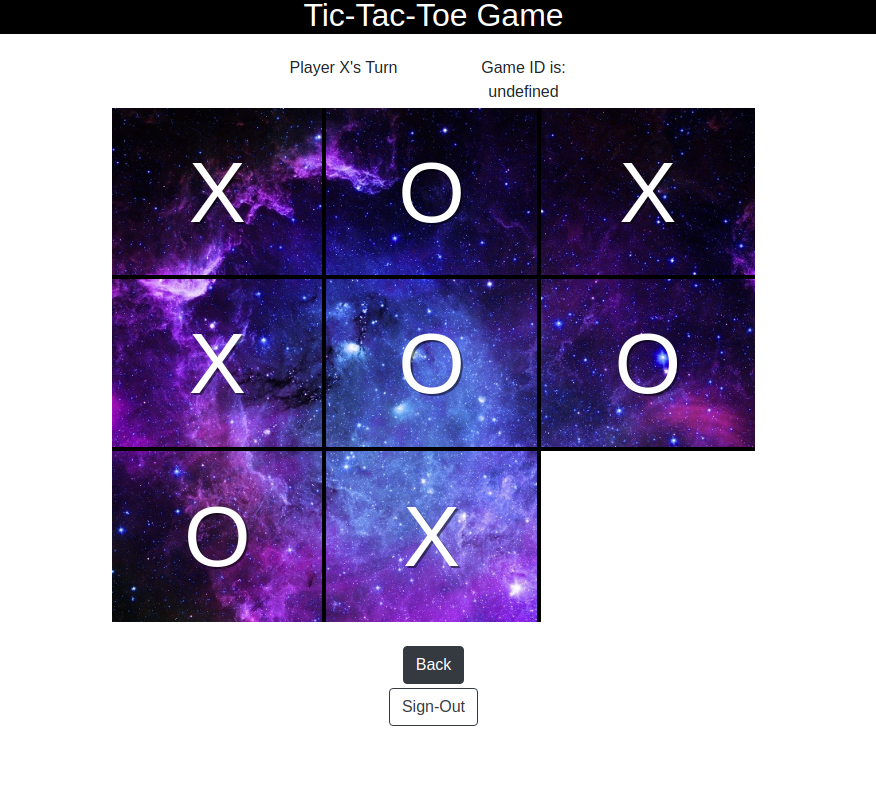 Tic-Tac-Toe Game
Player X's Turn
Game ID is:
undefined
X O X
X O O
O X
Back
Sign-Out